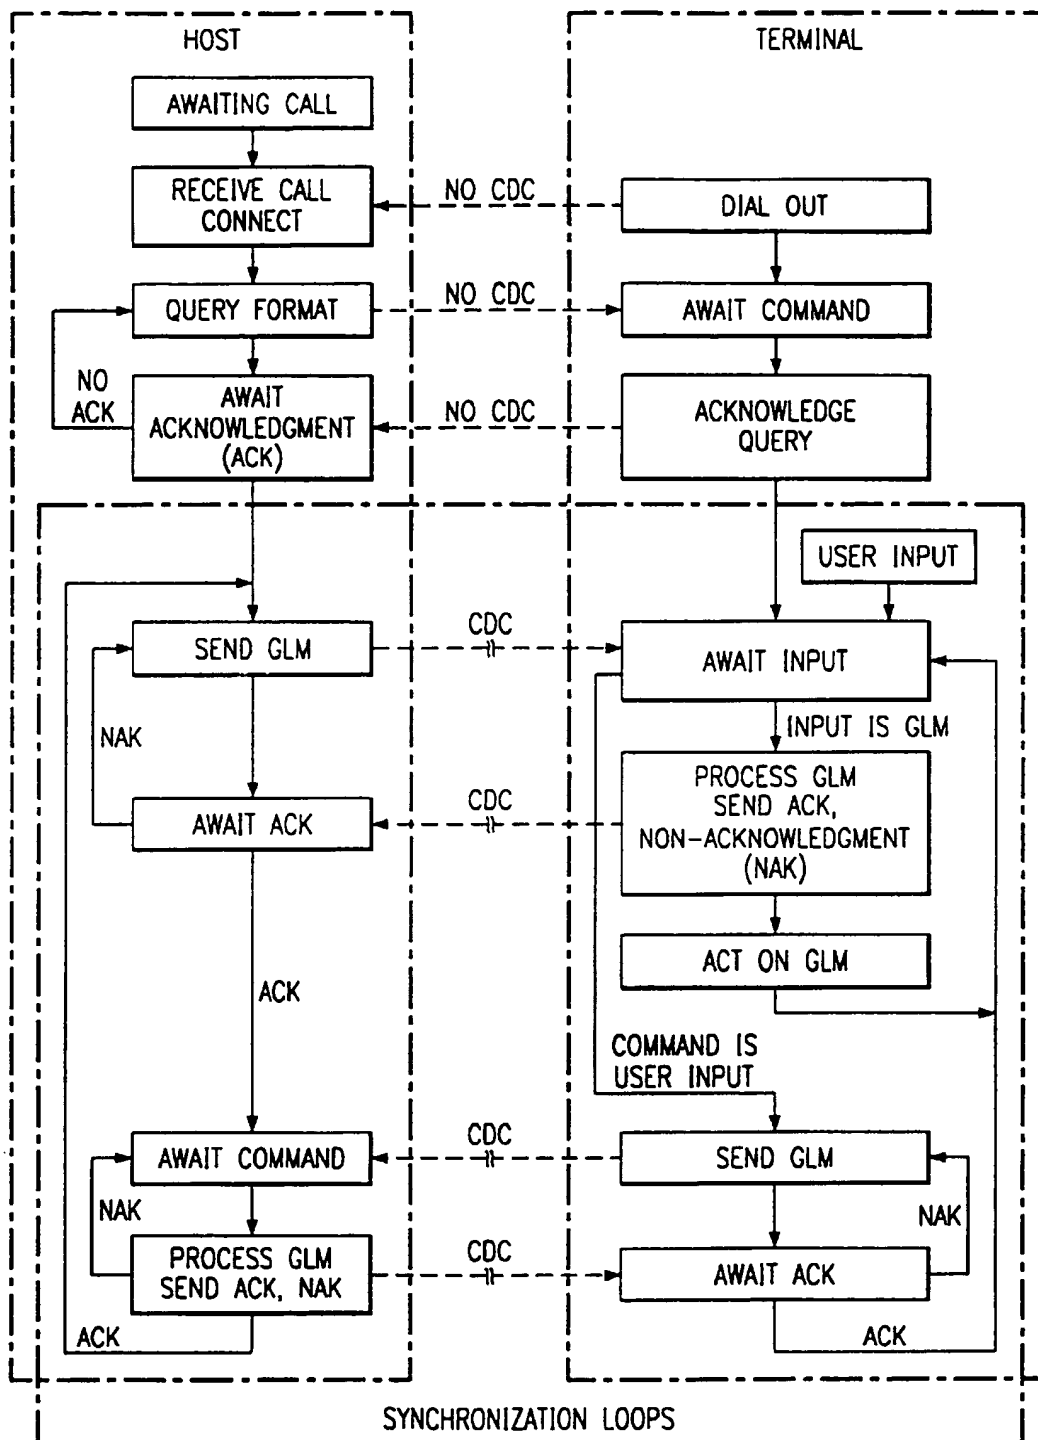 HOST
TERMINAL
AWAITING CALL
RECEIVE CALL
CONNECT
NO CDC
DIAL OUT
QUERY FORMAT
NO CDC
AWAIT COMMAND
NO
ACK
AWAIT
ACKNOWLEDGMENT
(ACK)
NO CDC
ACKNOWLEDGE
QUERY
USER INPUT
SEND GLM
CDC
AWAIT INPUT
NAK
INPUT IS GLM
AWAIT ACK
CDC
PROCESS GLM
SEND ACK,
NON-ACKNOWLEDGMENT
(NAK)
ACT ON GLM
ACK
COMMAND IS
USER INPUT
AWAIT COMMAND
CDC
SEND GLM
NAK
NAK
PROCESS GLM
SEND ACK, NAK
CDC
AWAIT ACK
ACK
ACK
SYNCHRONIZATION LOOPS